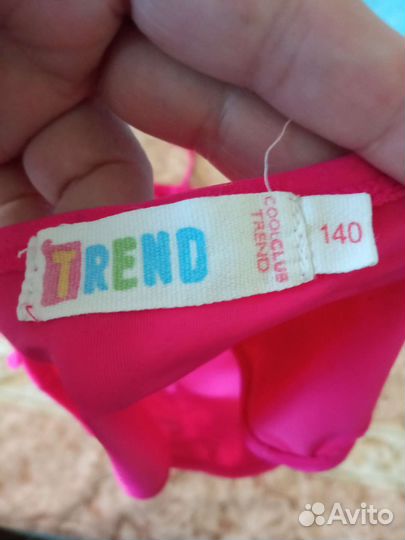 TREND
COOLCLUB
TREND
140
Avito